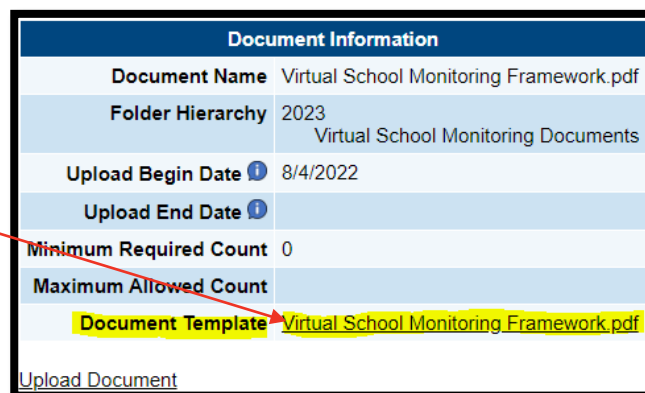 Document Information
Document Name Virtual School Monitoring Framework.pdf
Folder Hierarchy 2023
Virtual School Monitoring Documents
Upload Begin Date 8/4/2022
Upload End Date
Minimum Required Count 0
Maximum Allowed Count
Document Template Virtual School Monitoring Framework.pdf
Upload Document